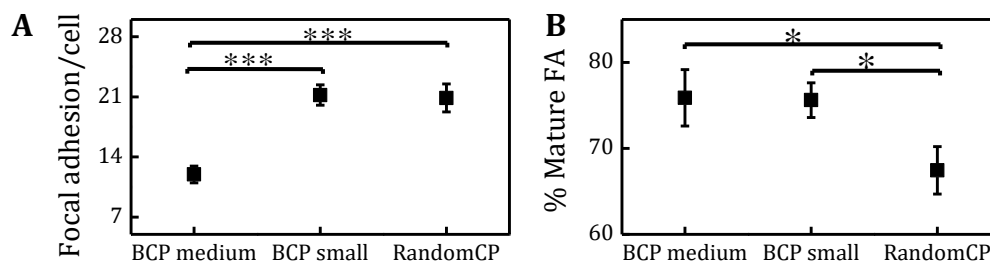 A
Focal adhesion/cell
28
21
14
7
***
***
BCP medium
BCP small
RandomCP
B
% Mature FA
80
70
60
*
*
BCP medium
BCP small
RandomCP